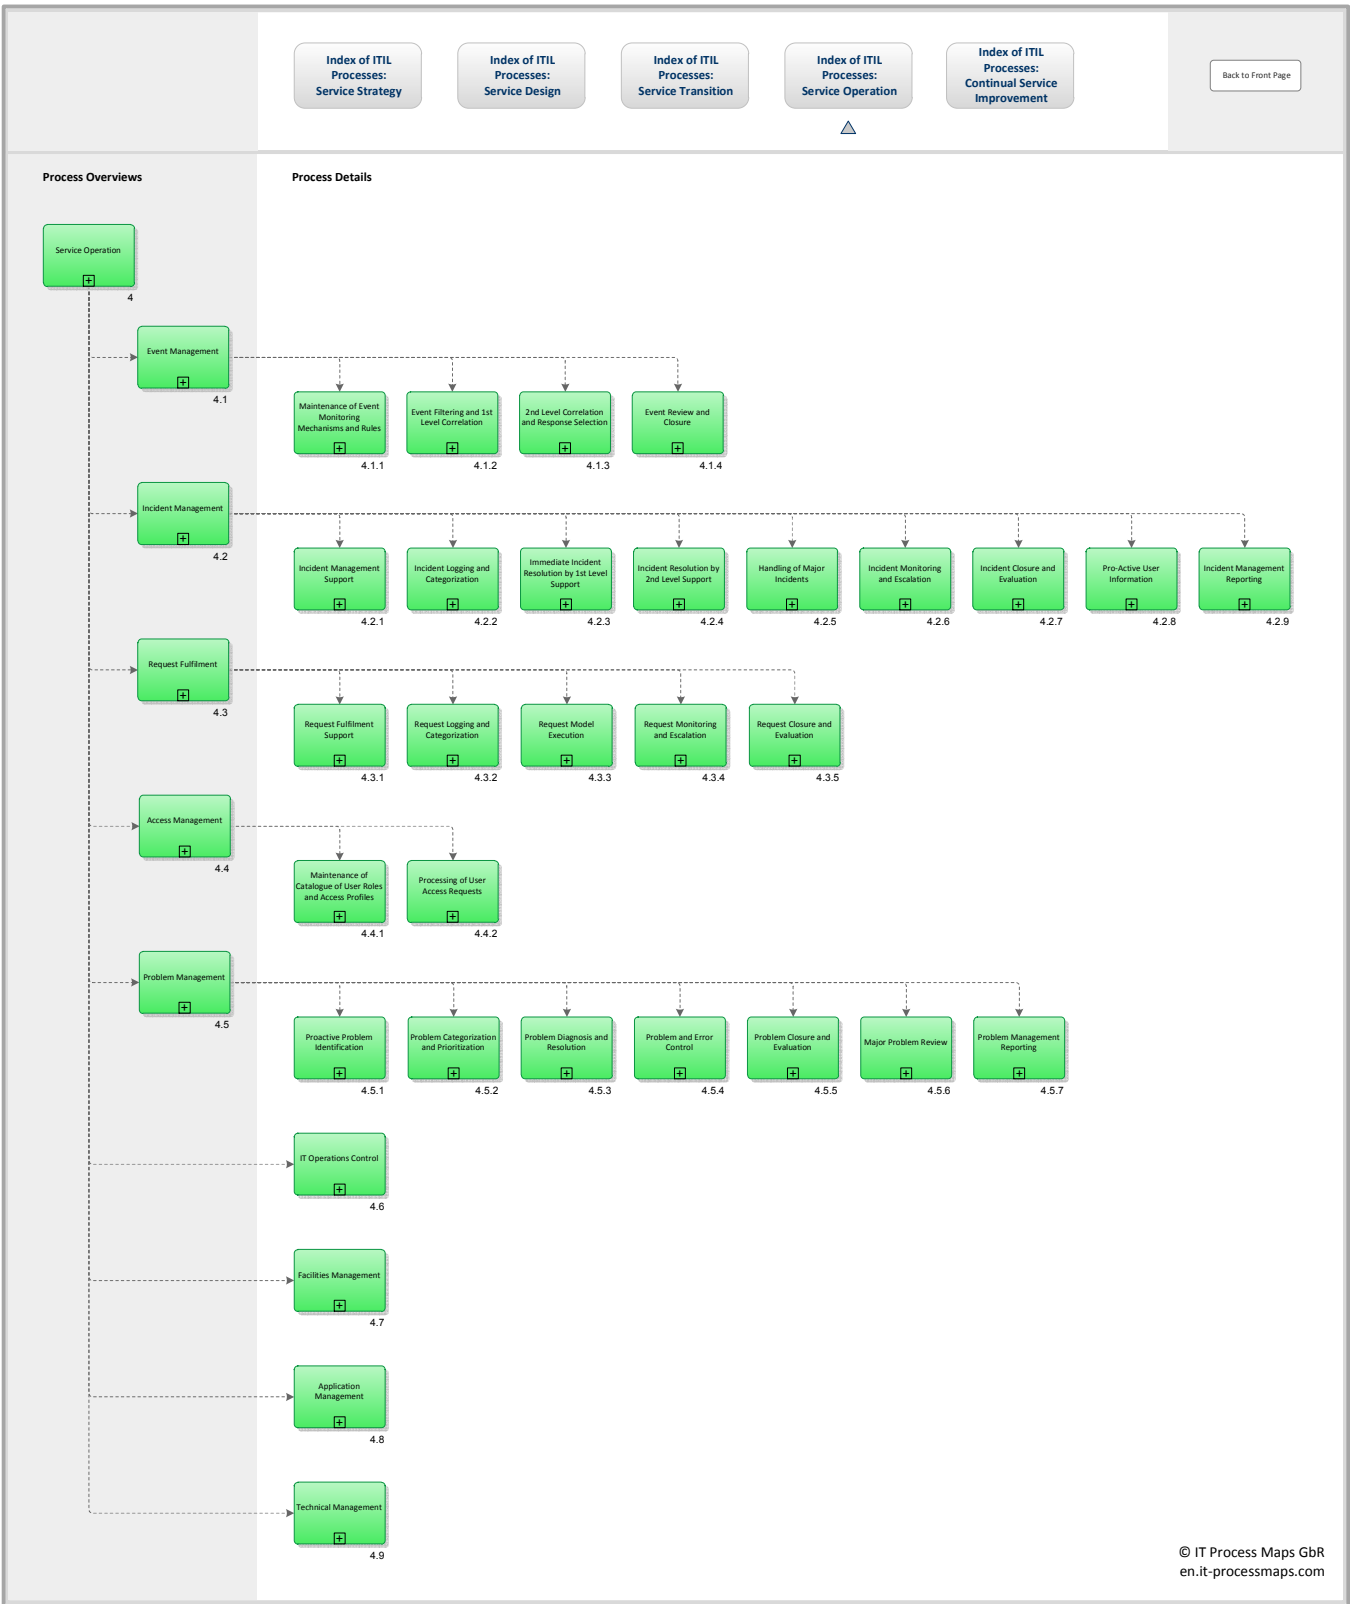 Index of ITIL
Processes:
Service Strategy
Index of ITIL
Processes:
Service Design
Index of ITIL
Processes:
Service Transition
Index of ITIL
Processes:
Service Operation
Index of ITIL
Processes:
Continual Service
Improvement
Back to Front Page
Process Overviews
Process Details
Service Operation
4
Event Management
4.1
Maintenance of Event
Monitoring
Mechanisms and Rules
4.1.1
Event Filtering and 1st
Level Correlation
4.1.2
2nd Level Correlation
and Response Selection
4.1.3
Event Review and
Closure
4.1.4
Incident Management
4.2
Incident Management
Support
4.2.1
Incident Logging and
Categorization
4.2.2
Immediate Incident
Resolution by 1st Level
Support
4.2.3
Incident Resolution by
2nd Level Support
4.2.4
Handling of Major
Incidents
4.2.5
Incident Monitoring
and Escalation
4.2.6
Incident Closure and
Evaluation
4.2.7
Pro-Active User
Information
4.2.8
Incident Management
Reporting
4.2.9
Request Fulfilment
4.3
Request Fulfilment
Support
4.3.1
Request Logging and
Categorization
4.3.2
Request Model
Execution
4.3.3
Request Monitoring
and Escalation
4.3.4
Request Closure and
Evaluation
4.3.5
Access Management
4.4
Maintenance of
Catalogue of User Roles
and Access Profiles
4.4.1
Processing of User
Access Requests
4.4.2
Problem Management
4.5
Proactive Problem
Identification
4.5.1
Problem Categorization
and Prioritization
4.5.2
Problem Diagnosis and
Resolution
4.5.3
Problem and Error
Control
4.5.4
Problem Closure and
Evaluation
4.5.5
Major Problem Review
4.5.6
Problem Management
Reporting
4.5.7
IT Operations Control
4.6
Facilities Management
4.7
Application
Management
4.8
Technical Management
4.9
© IT Process Maps GbR
en.it-processmaps.com